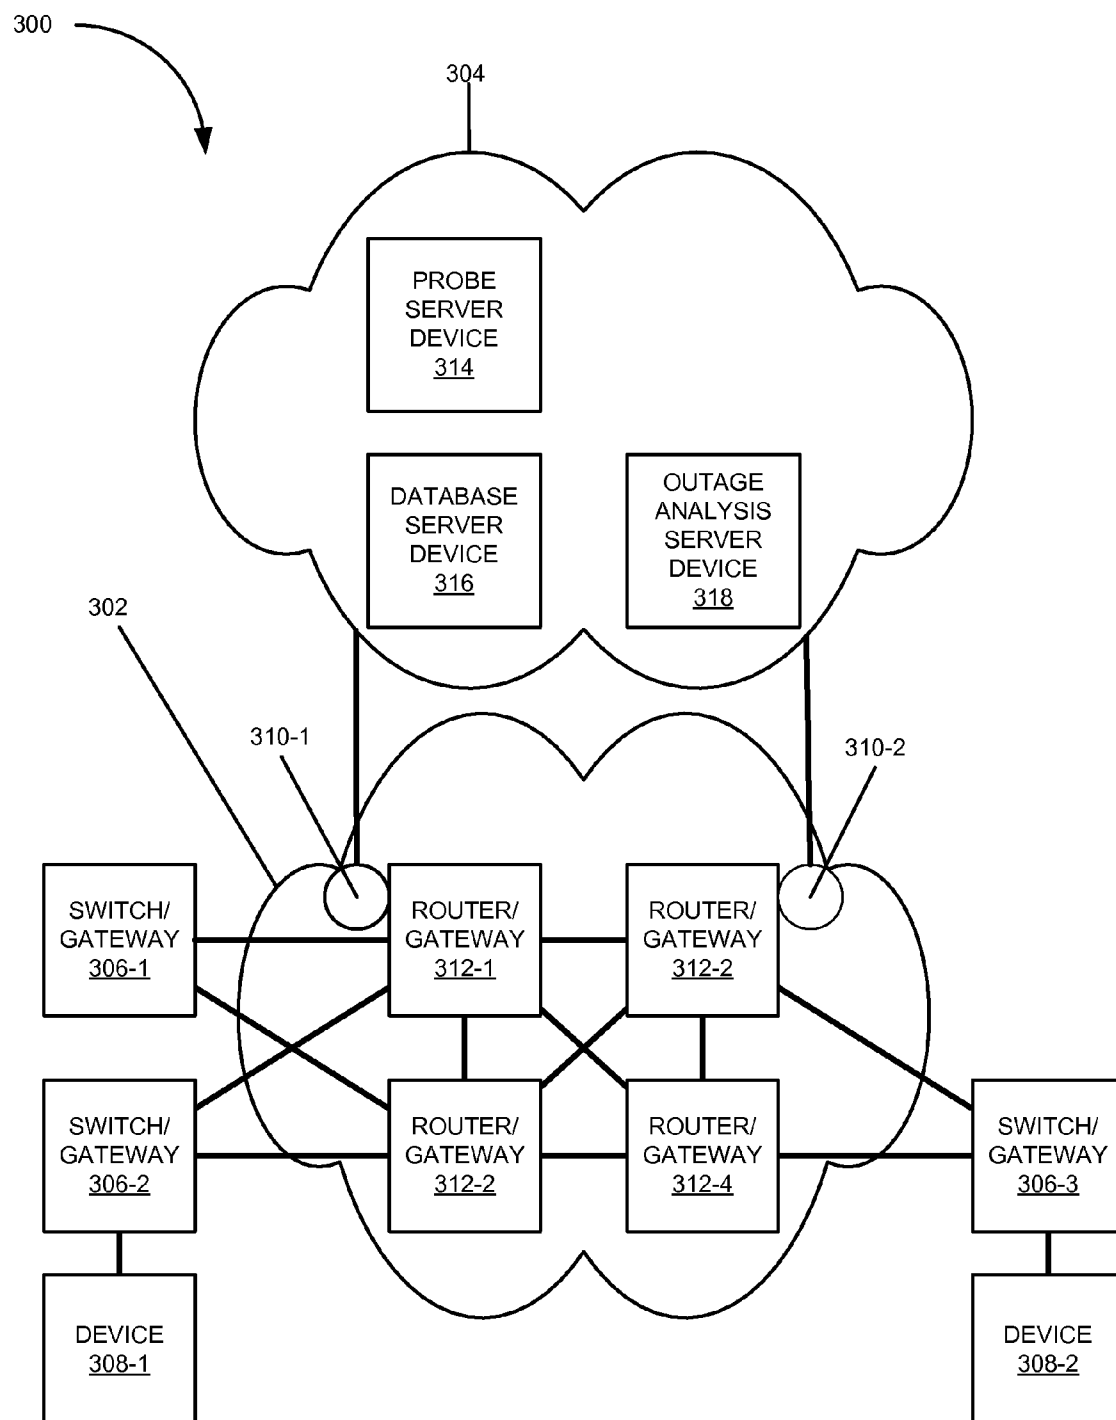 300
304
PROBE
SERVER
DEVICE
314
DATABASE
SERVER
DEVICE
316
OUTAGE
ANALYSIS
SERVER
DEVICE
318
302
310-1
310-2
SWITCH/
GATEWAY
306-1
ROUTER/
GATEWAY
312-1
ROUTER/
GATEWAY
312-2
SWITCH/
GATEWAY
306-2
ROUTER/
GATEWAY
312-2
ROUTER/
GATEWAY
312-4
SWITCH/
GATEWAY
306-3
DEVICE
308-1
DEVICE
308-2